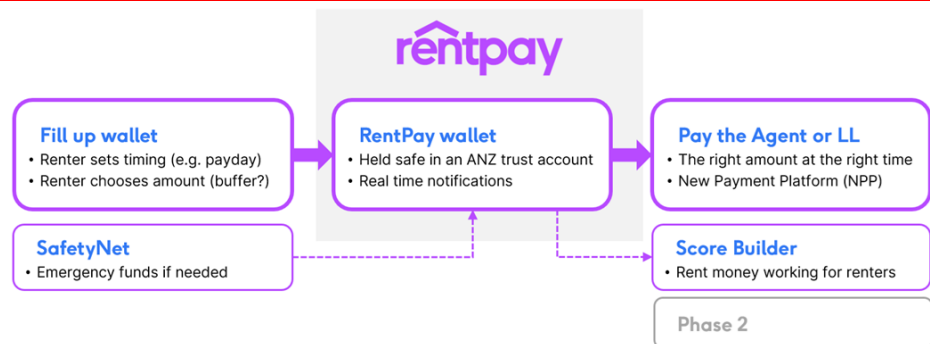 rentpay
Fill up wallet
• Renter sets timing (e.g. payday)
• Renter chooses amount (buffer?)
RentPay wallet
• Held safe in an ANZ trust account
• Real time notifications
Pay the Agent or LL
• The right amount at the right time
• New Payment Platform (NPP)
SafetyNet
• Emergency funds if needed
Score Builder
• Rent money working for renters
Phase 2